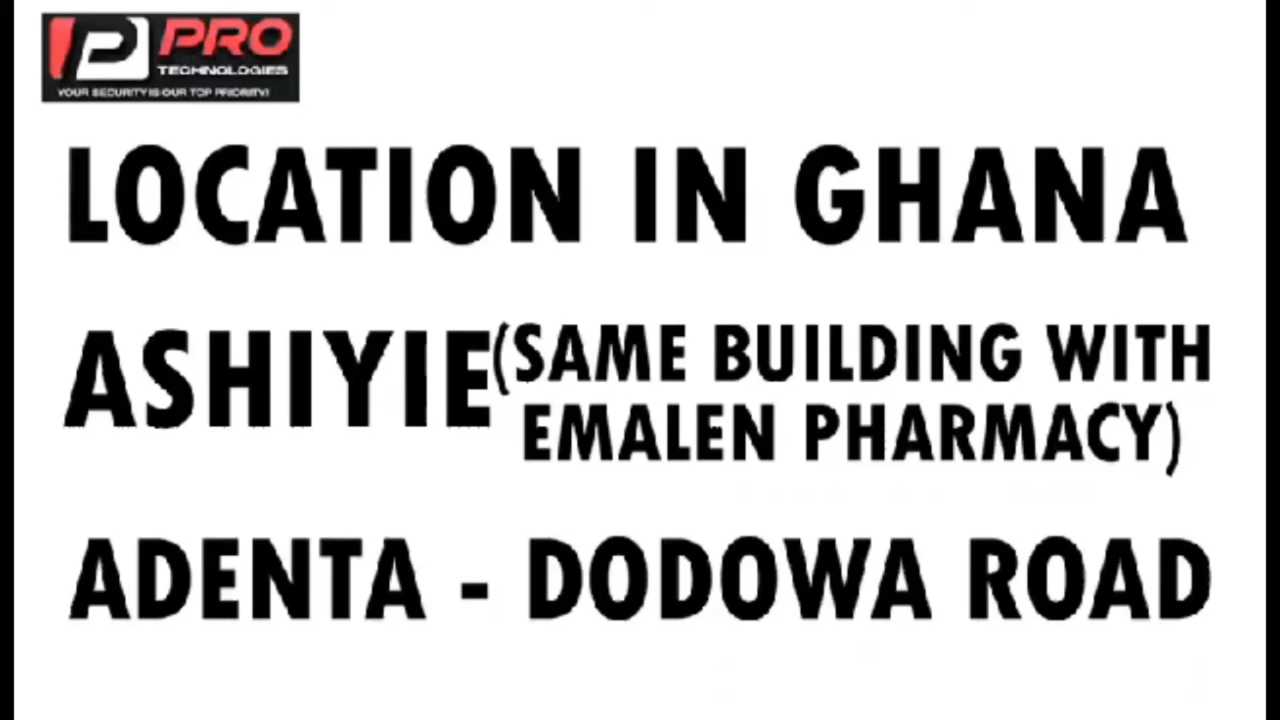 PRO
TECHNOLOGIES
YOUR SECURITY IS OUR TOP PRIORITY!
LOCATION IN GHANA
ASHIYIE (SAME BUILDING WITH
EMALEN PHARMACY)
ADENTA - DODOWA ROAD